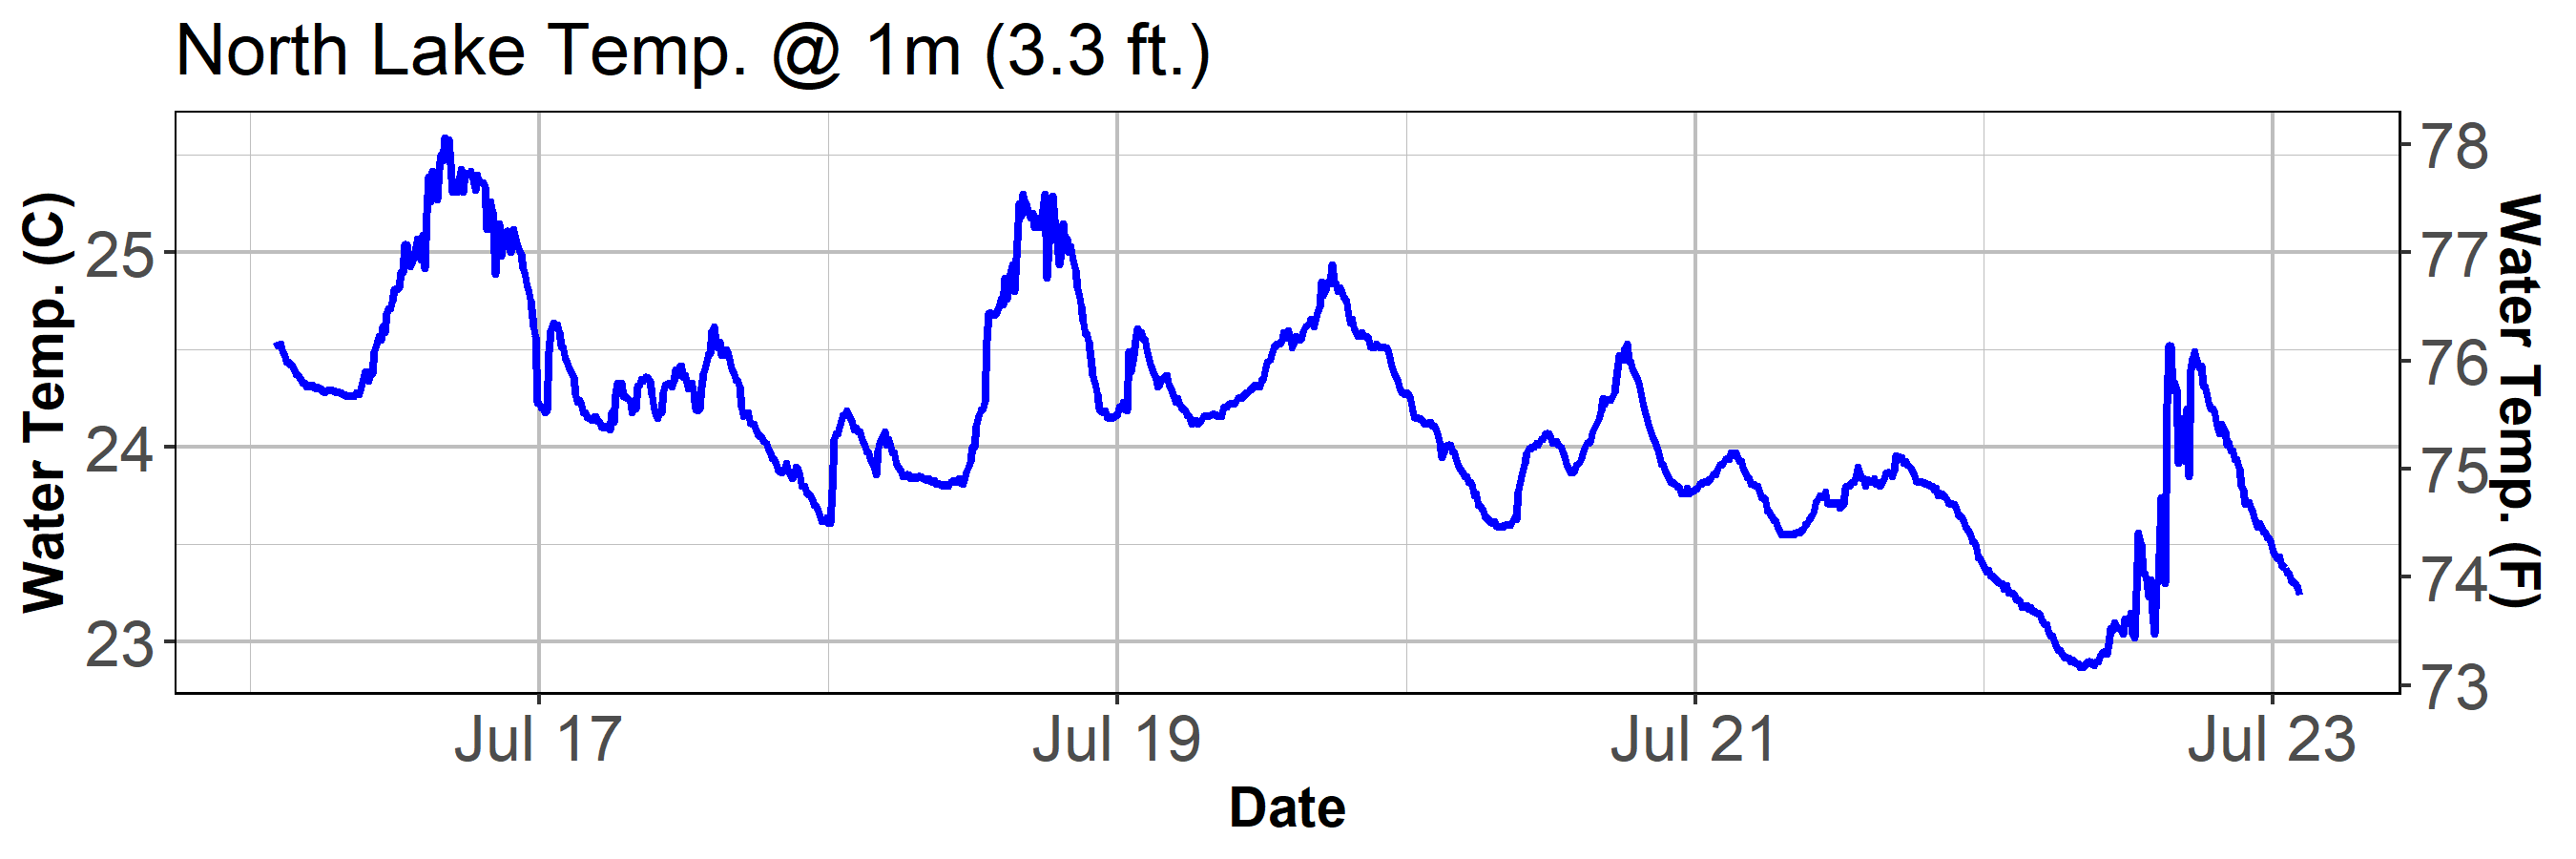 North Lake Temp. @ 1m (3.3 ft.)
Water Temp. (C)
25
24
23
78
77
76
75
74
73
Water Temp. (F)
Jul 17 Jul 19 Jul 21 Jul 23
Date